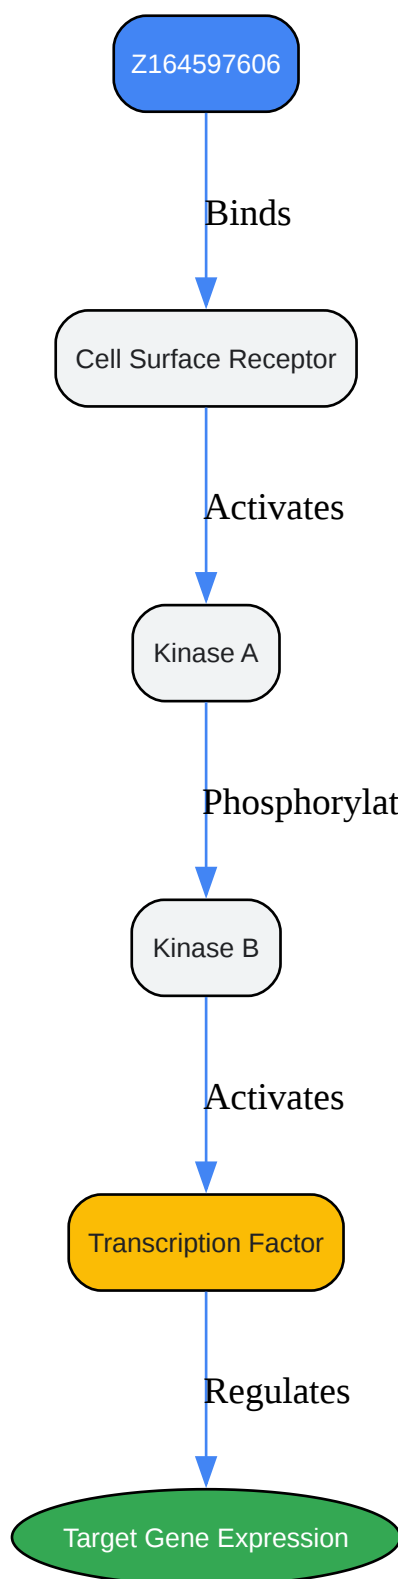 Z164597606
Binds
Cell Surface Receptor
Activates
Kinase A
Phosphorylat
Kinase B
Activates
Transcription Factor
Regulates
Target Gene Expression